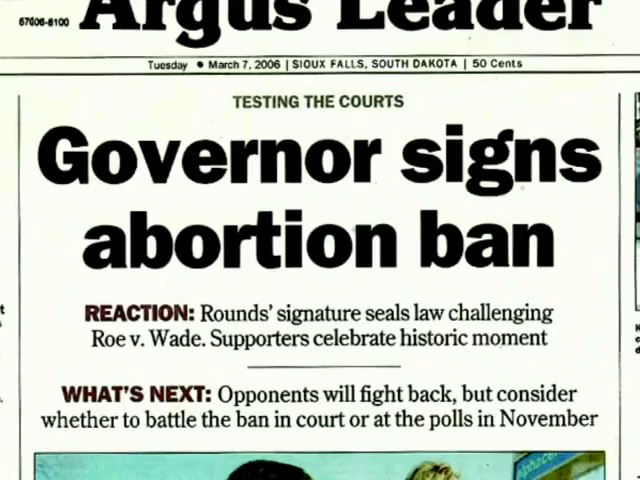 Argus Leader
67606-6100
Tuesday • March 7, 2006 | SIOUX FALLS, SOUTH DAKOTA | 50 Cents
TESTING THE COURTS
Governor signs
abortion ban
REACTION: Rounds' signature seals law challenging
Roe v. Wade. Supporters celebrate historic moment
WHAT'S NEXT: Opponents will fight back, but consider
whether to battle the ban in court or at the polls in November